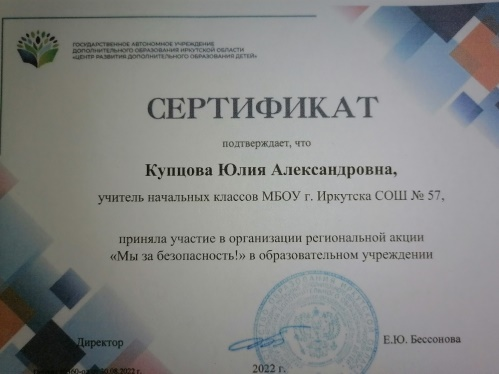 ГОСУДАРСТВЕННОЕ АВТОНОМНОЕ УЧРЕЖДЕНИЕ
ДОПОЛНИТЕЛЬНОГО ОБРАЗОВАНИЯ ИРКУТСКОЙ ОБЛАСТИ
«ЦЕНТР РАЗВИТИЯ ДОПОЛНИТЕЛЬНОГО ОБРАЗОВАНИЯ ДЕТЕЙ»
СЕРТИФИКАТ
подтверждает, что
Купцова Юлия Александровна,
учитель начальных классов МБОУ г. Иркутска СОШ № 57,
приняла участие в организации региональной акции
«Мы за безопасность!» в образовательном учреждении
Директор
Е.Ю. Бессонова
2022 г.